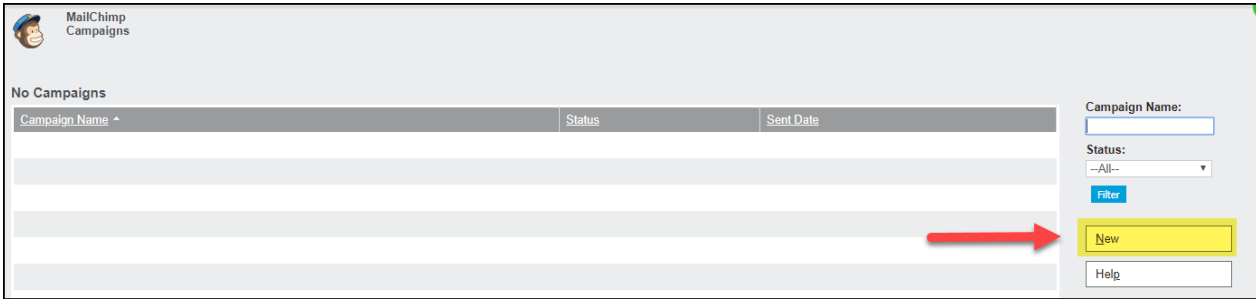 MailChimp
Campaigns
No Campaigns
Campaign Name
Status
Sent Date
Campaign Name:
Status:
--All--
Filter
New
Help